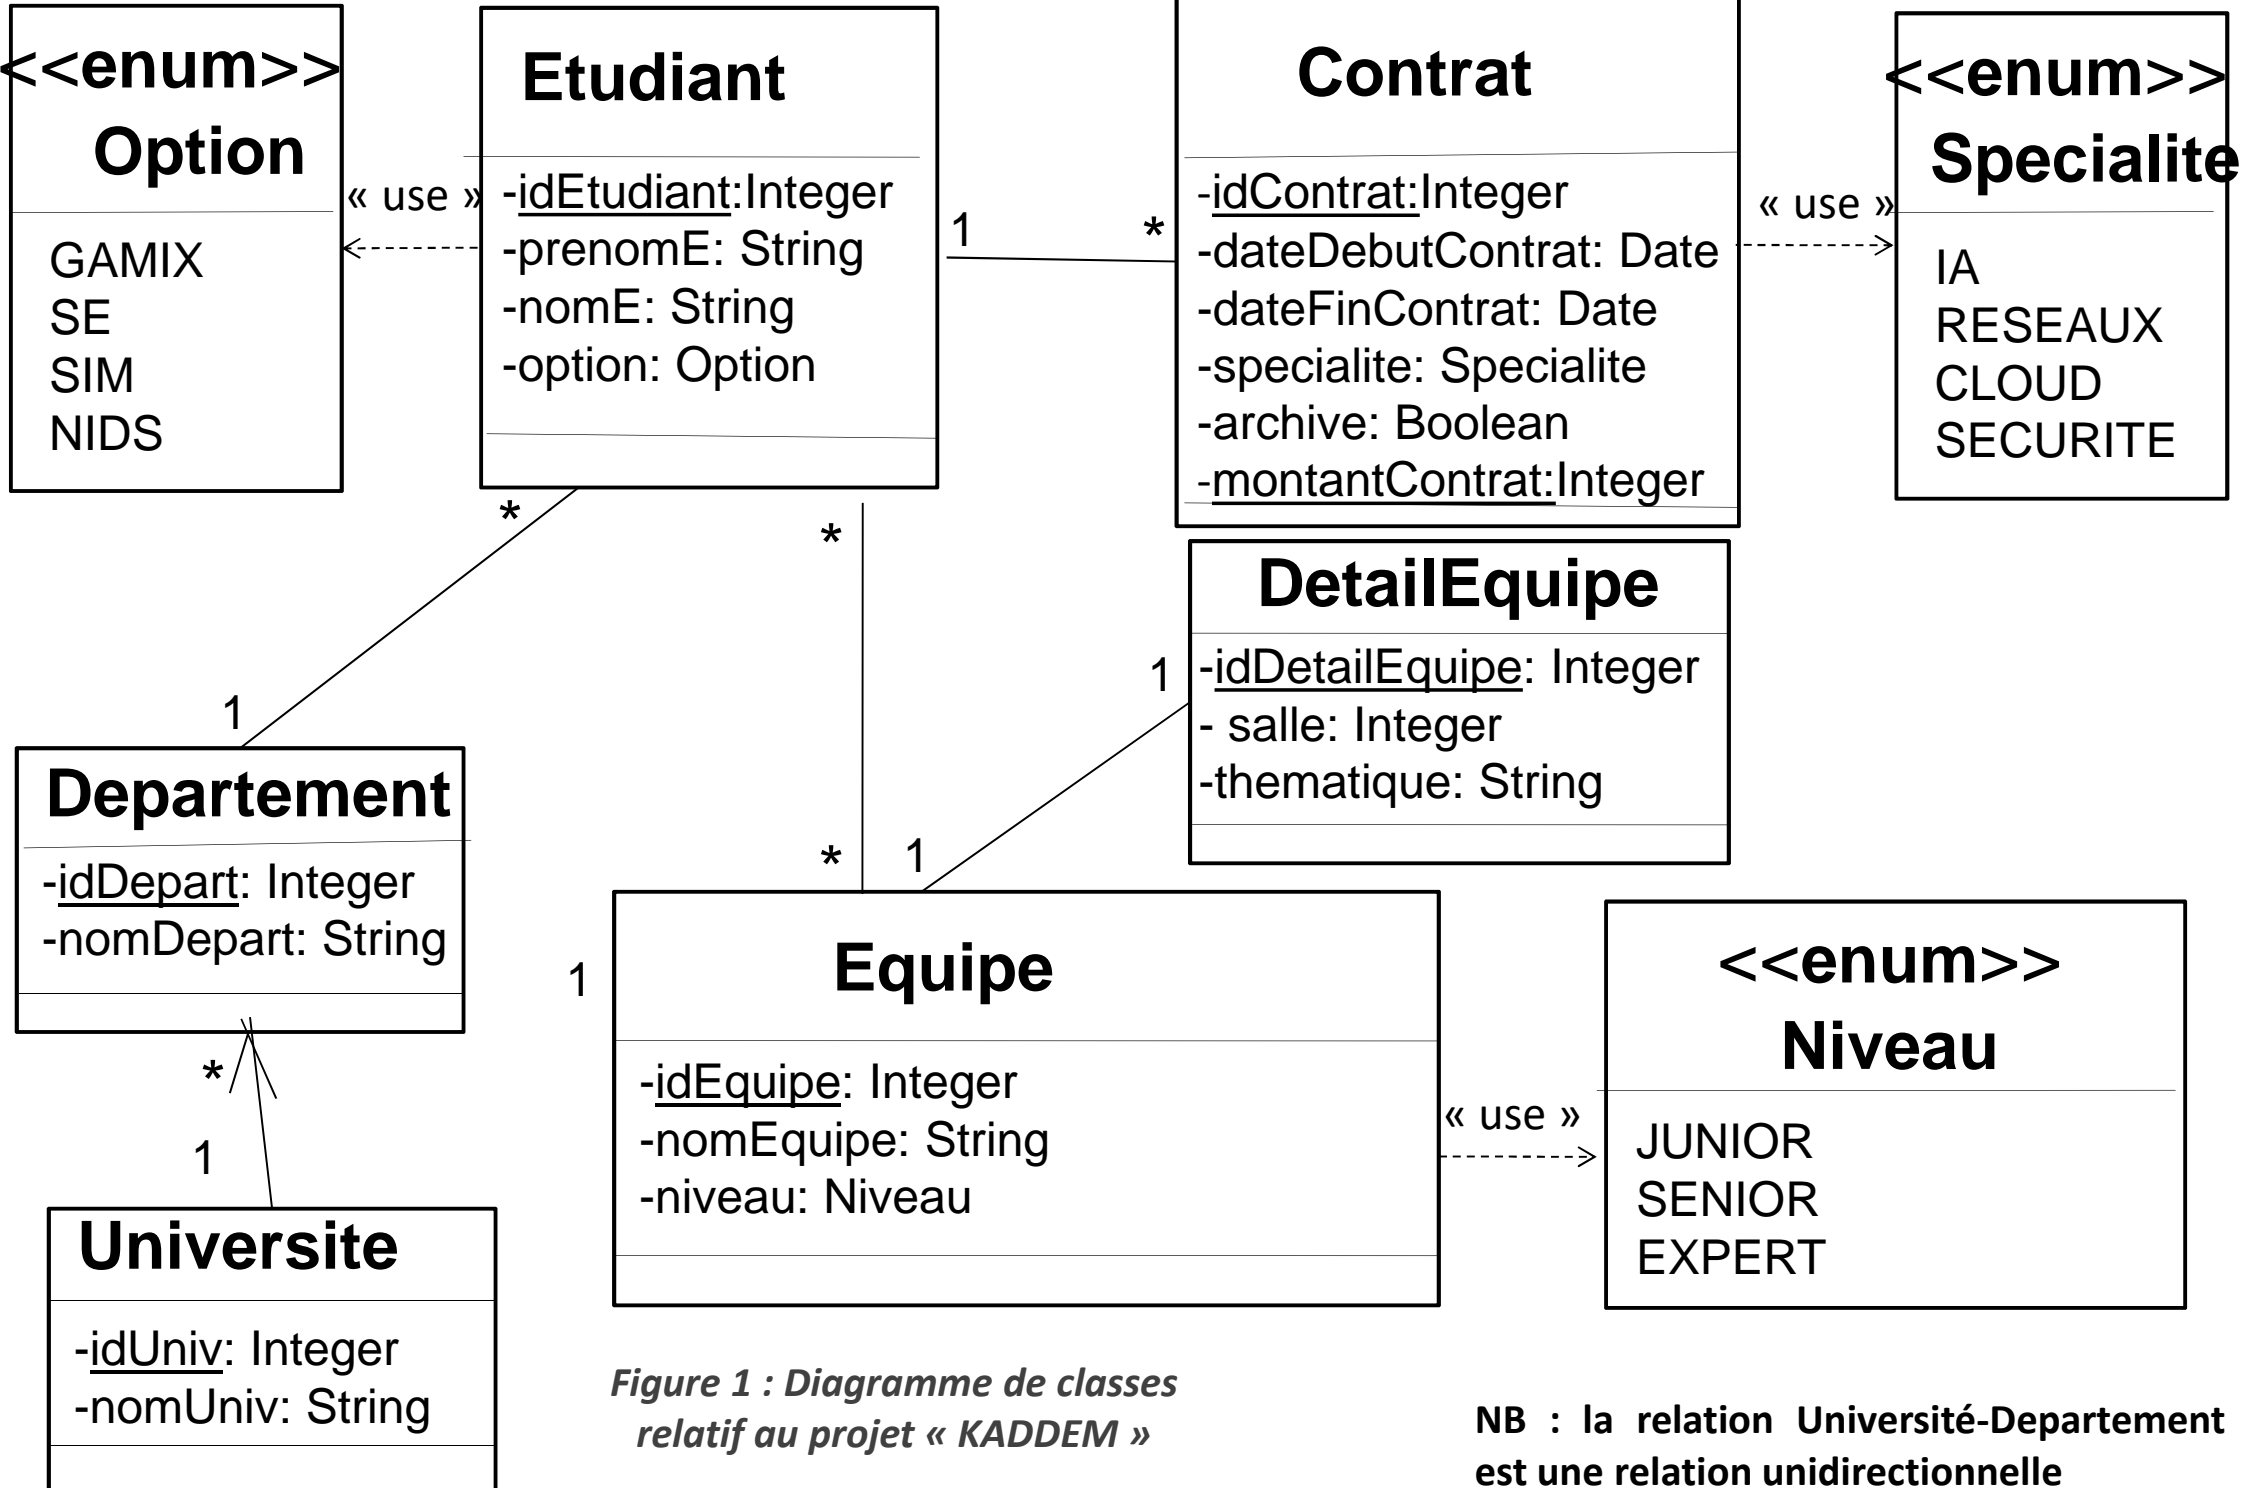 <<enum>>
Option
GAMIX
SE
SIM
NIDS
« use »
Etudiant
-idEtudiant:Integer
-prenomE: String
-nomE: String
-option: Option
1
*
Contrat
-idContrat:Integer
-dateDebutContrat: Date
-dateFinContrat: Date
-specialite: Specialite
-archive: Boolean
-montantContrat:Integer
« use »
<<enum>>
Specialite
IA
RESEAUX
CLOUD
SECURITE
*
*
DetailEquipe
-idDetailEquipe: Integer
- salle: Integer
-thematique: String
1
1
Departement
-idDepart: Integer
-nomDepart: String
*
1
1
Equipe
-idEquipe: Integer
-nomEquipe: String
-niveau: Niveau
« use »
<<enum>>
Niveau
JUNIOR
SENIOR
EXPERT
*
1
Universite
-idUniv: Integer
-nomUniv: String
Figure 1 : Diagramme de classes
relatif au projet « KADDEM »
NB : la relation Université-Departement
est une relation unidirectionnelle